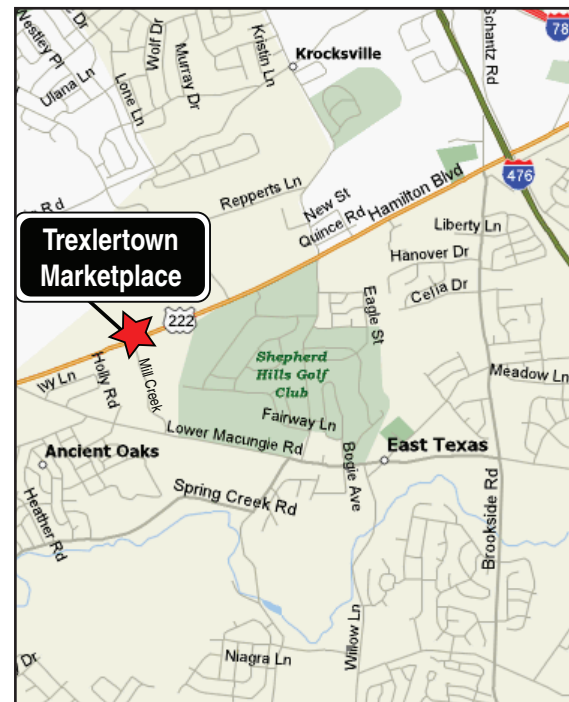 Westley Pl
Dr
Wolf Dr
Murray Dr
Kristin Ln
Schantz Rd
78
Ulana Ln
Lone Ln
Krocksville
476
Rd
Repperts Ln
New St
Quince Rd
Hamilton Blvd
Liberty Ln
Trexlertown
Marketplace
Hanover Dr
Celia Dr
222
Eagle St
Ivy Ln
Holly Rd
Mill Creek
Shepherd
Hills Golf
Club
Meadow Ln
Fairway Ln
Lower Macungie Rd
Bogie Ave
East Texas
Ancient Oaks
Heather Rd
Spring Creek Rd
Brookside Rd
Niagra Ln
Willow Ln
Dr